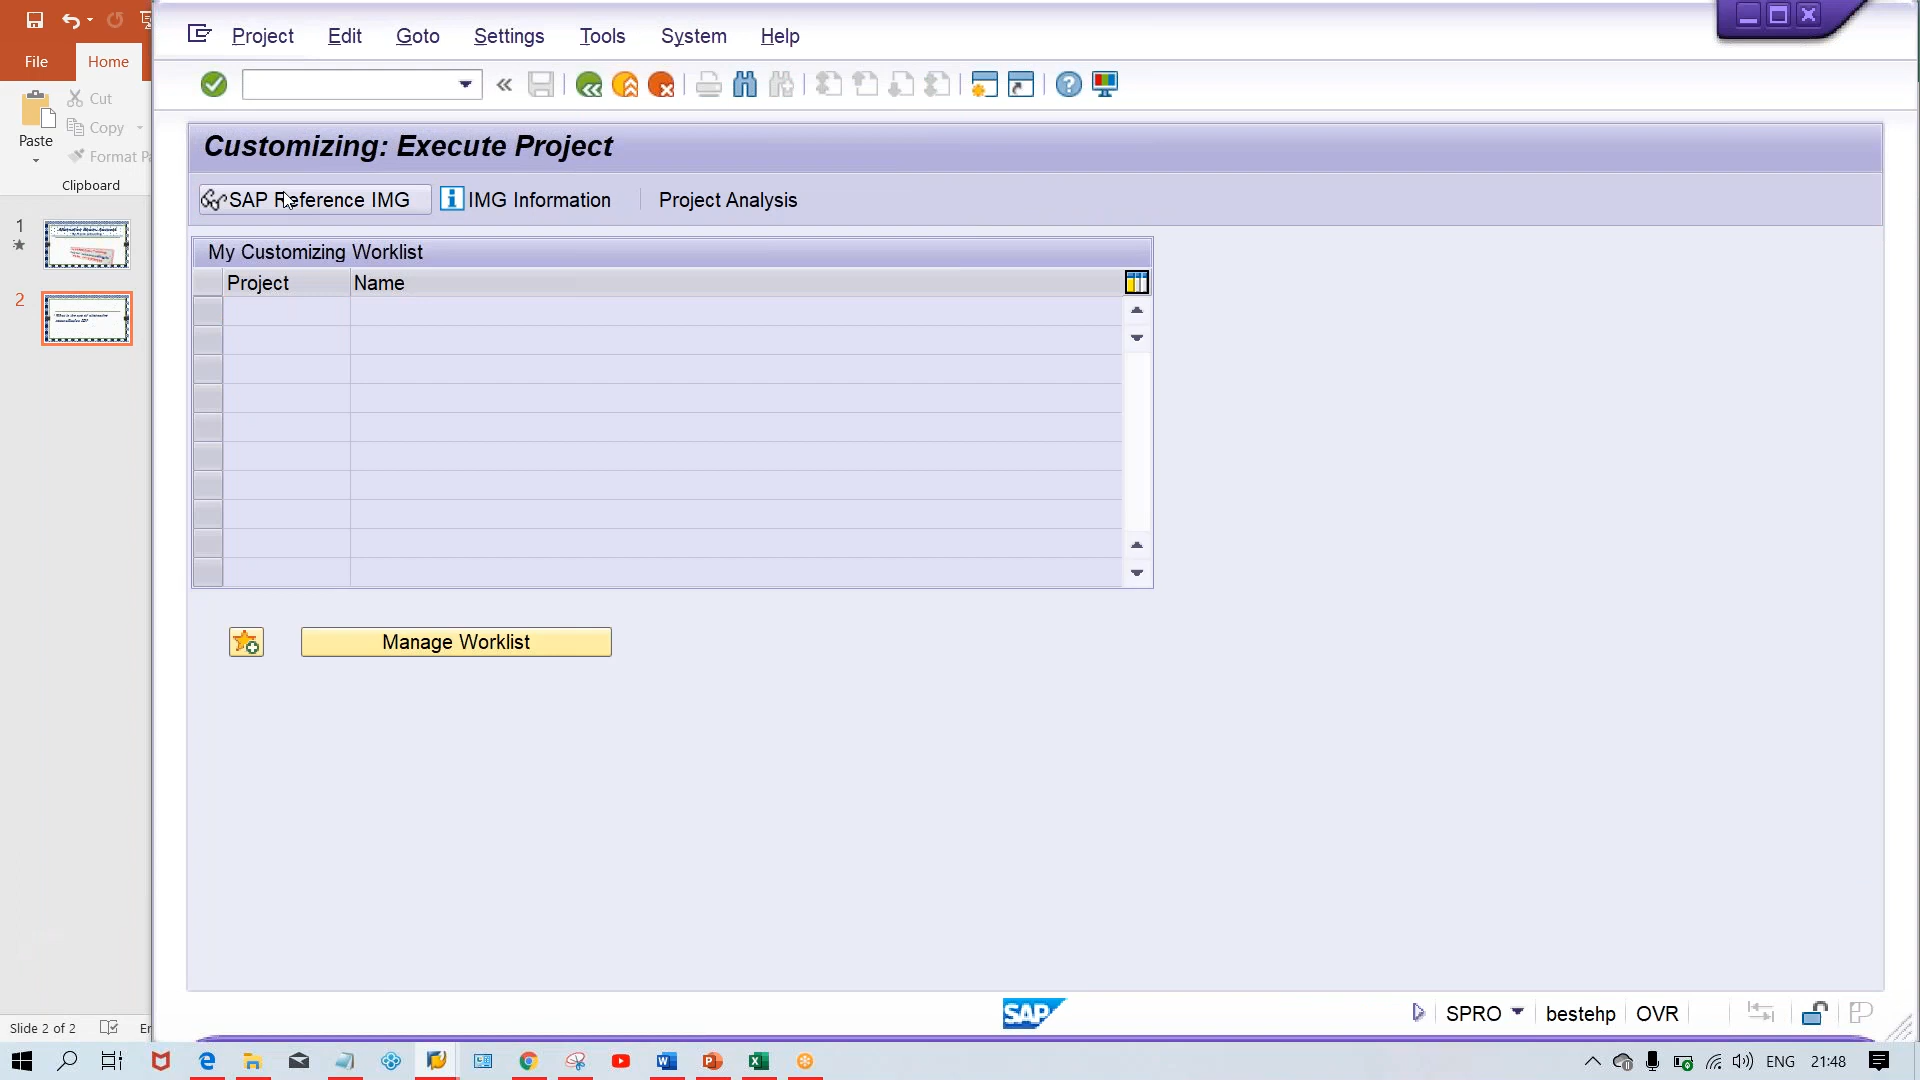 File
Home
Cut
Copy
Paste
Format Pa
Clipboard
1
2
Slide 2 of 2
Project Edit Goto Settings Tools System Help
Customizing: Execute Project
SAP Reference IMG IMG Information Project Analysis
My Customizing Worklist
Project Name
Manage Worklist
SAP
SPRO bestehp OVR
ENG 21:48